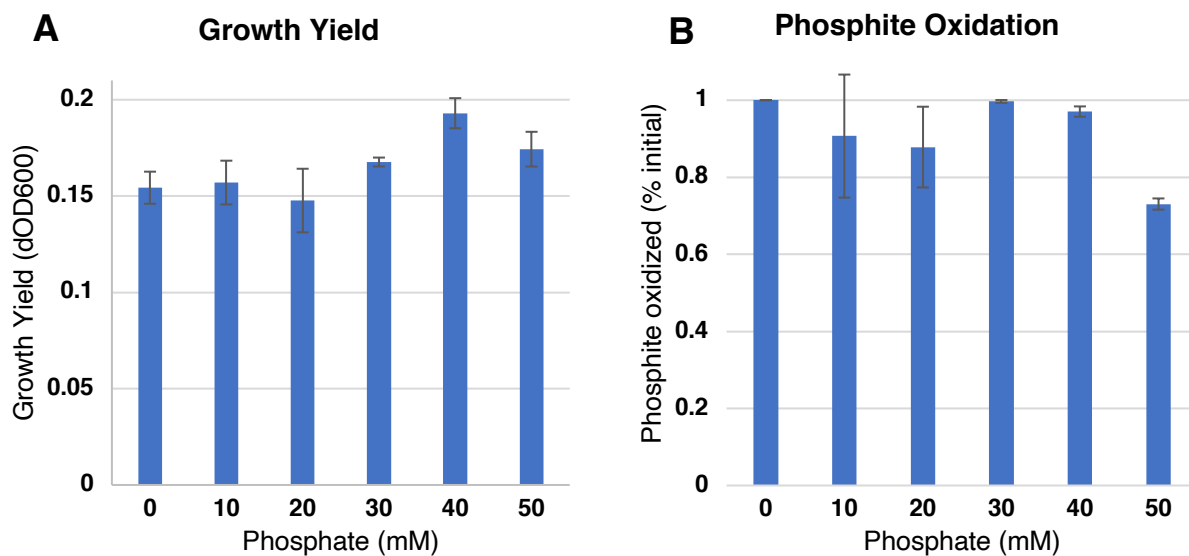 A
Growth Yield
Growth Yield (dOD600)
0.2
0.15
0.1
0.05
0
0 10 20 30 40 50
Phosphate (mM)
B
Phosphite Oxidation
Phosphite oxidized (% initial)
1
0.8
0.6
0.4
0.2
0
0 10 20 30 40 50
Phosphate (mM)